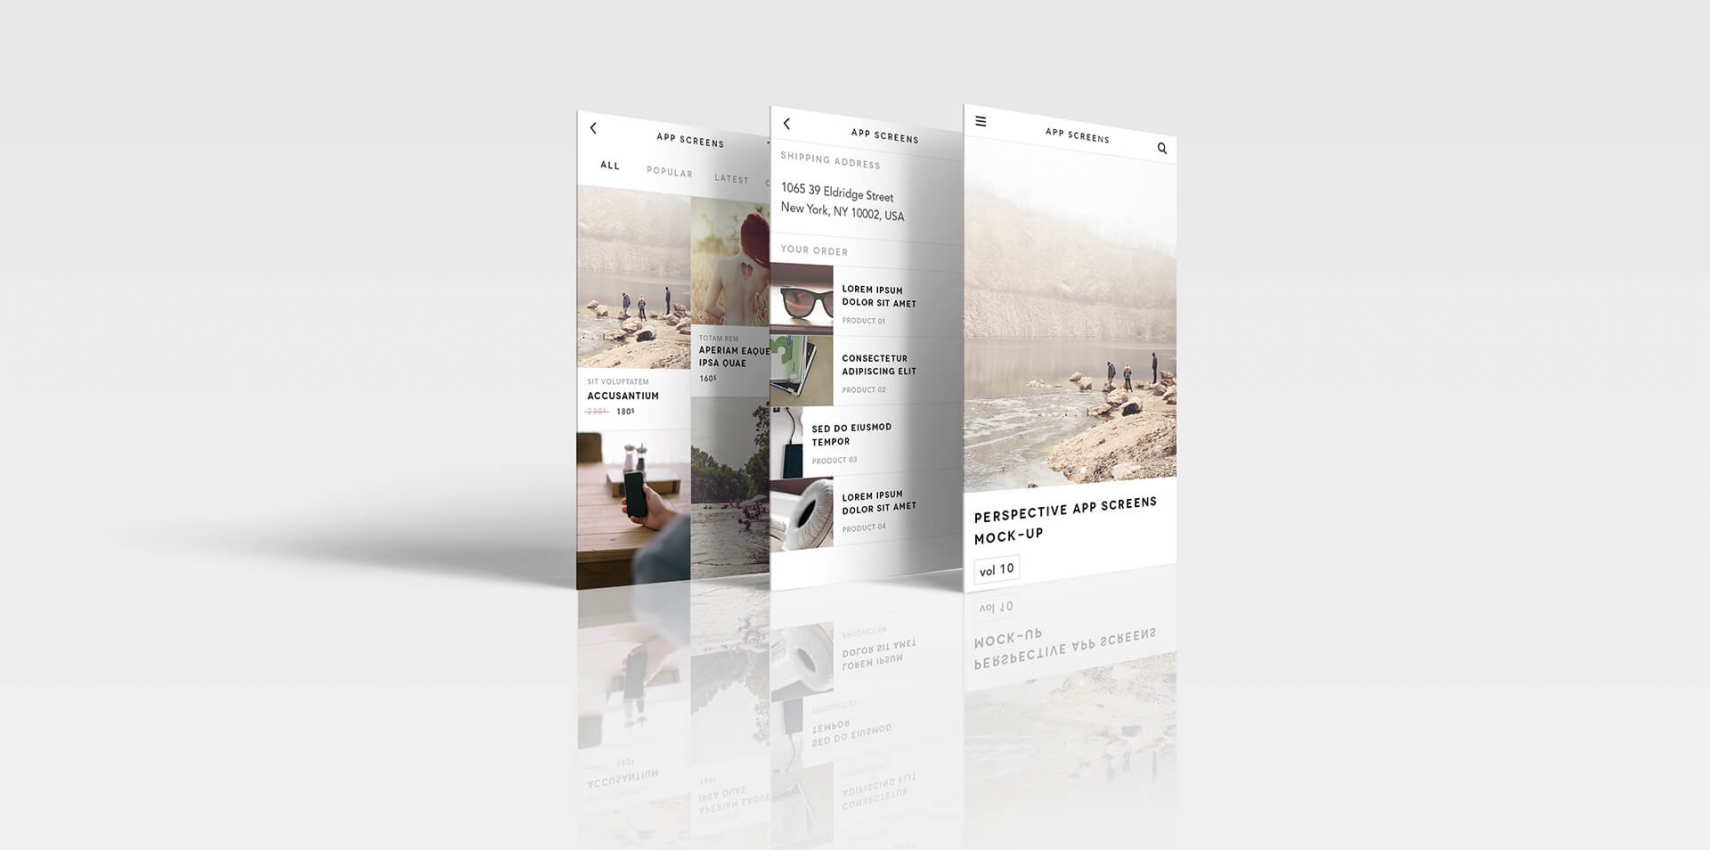 APP SCREENS
ALL POPULAR LATEST
SIT VOLUPTATEM
ACCUSANTIUM
230$ 180$
TOTAM REM
APERIAM EAQUE
IPSA QUAE
160$
APP SCREENS
SHIPPING ADDRESS
1065 39 Eldridge Street
New York, NY 10002, USA
YOUR ORDER
LOREM IPSUM
DOLOR SIT AMET
PRODUCT 01
CONSECTETUR
ADIPISCING ELIT
PRODUCT 02
SED DO EIUSMOD
TEMPOR
PRODUCT 03
LOREM IPSUM
DOLOR SIT AMET
PRODUCT 04
APP SCREENS
PERSPECTIVE APP SCREENS
MOCK-UP
vol 10